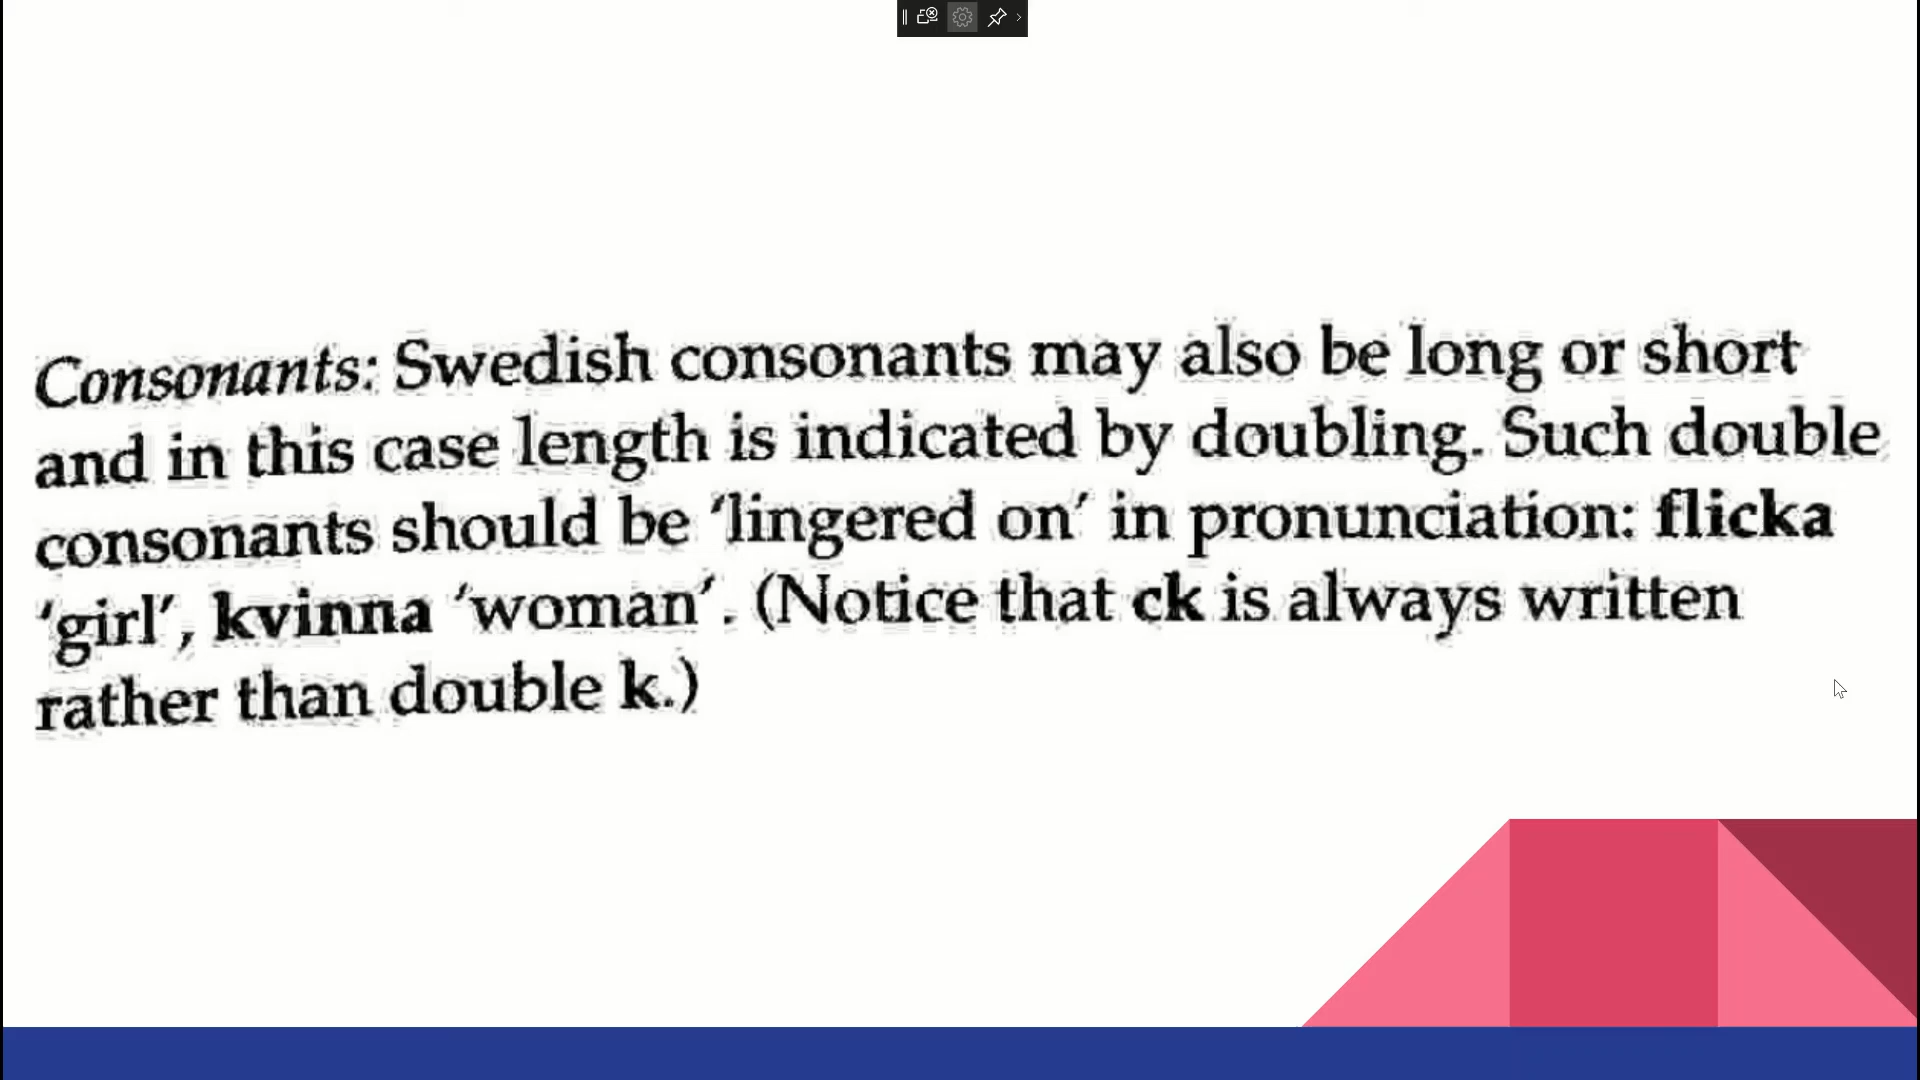 Consonants: Swedish consonants may also be long or short
and in this case length is indicated by doubling. Such double
consonants should be ‘lingered on’ in pronunciation: flicka
‘girl’, kvinna ‘woman’. (Notice that ck is always written
rather than double k.)